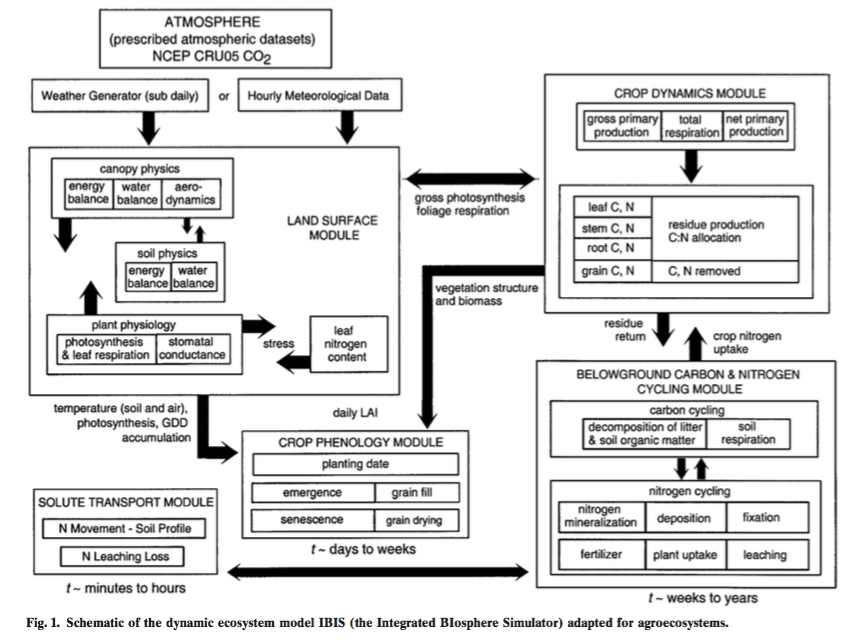 ATMOSPHERE
(prescribed atmospheric datasets)
NCEP CRU05 CO2
Weather Generator (sub daily)
or
Hourly Meteorological Data
LAND SURFACE
MODULE
canopy physics
energy
balance
water
balance
aero-
dynamics
soil physics
energy
balance
water
balance
plant physiology
photosynthesis
& leaf respiration
stomatal
conductance
stress
leaf
nitrogen
content
gross photosynthesis
foliage respiration
CROP DYNAMICS MODULE
gross primary
production
total
respiration
net primary
production
leaf C, N
stem C, N
root C, N
residue production
C:N allocation
grain C, N
C, N removed
vegetation structure
and biomass
residue
return
crop nitrogen
uptake
temperature (soil and air),
photosynthesis, GDD
accumulation
daily LAI
CROP PHENOLOGY MODULE
planting date
emergence
grain fill
senescence
grain drying
t ~ days to weeks
BELOWGROUND CARBON & NITROGEN
CYCLING MODULE
carbon cycling
decomposition of litter
& soil organic matter
soil
respiration
nitrogen cycling
nitrogen
mineralization
deposition
fixation
fertilizer
plant uptake
leaching
t ~ weeks to years
SOLUTE TRANSPORT MODULE
N Movement - Soil Profile
N Leaching Loss
t ~ minutes to hours
Fig. 1. Schematic of the dynamic ecosystem model IBIS (the Integrated BIosphere Simulator) adapted for agroecosystems.